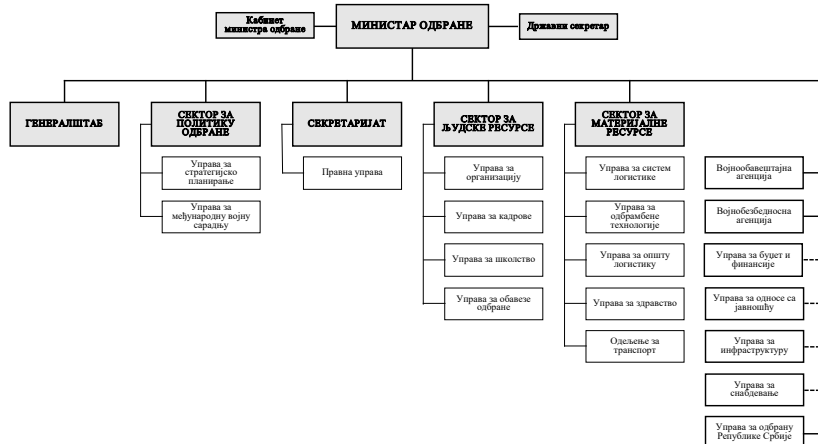 Кабинет
министра одбране
МИНИСТАР ОДБРАНЕ
Државни секретар
ГЕНЕРАЛШТАБ
СЕКТОР ЗА
ПОЛИТИКУ
ОДБРАНЕ
Управа за
стратегијско
планирање
Управа за
међународну војну
сарадњу
СЕКРЕТАРИЈАТ
Правна управа
СЕКТОР ЗА
ЉУДСКЕ РЕСУРСЕ
Управа за
организацију
Управа за кадрове
Управа за школство
Управа за обавезе
одбране
СЕКТОР ЗА
МАТЕРИЈАЛНЕ
РЕСУРСЕ
Управа за систем
логистике
Управа за
одбрамбене
технологије
Управа за општу
логистику
Управа за здравство
Одељење за
транспорт
Војнообавештајна
агенција
Војнобезбедносна
агенција
Управа за буџет и
финансије
Управа за односе са
јавношћу
Управа за
инфраструктуру
Управа за
снабдевање
Управа за одбрану
Републике Србије